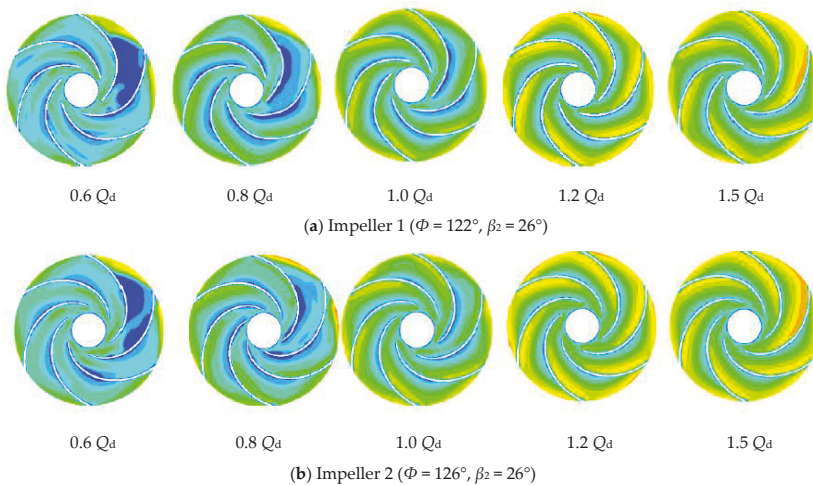 0.6 Qd 0.8 Qd 1.0 Qd 1.2 Qd 1.5 Qd
(a) Impeller 1 (Φ = 122°, β2 = 26°)
0.6 Qd 0.8 Qd 1.0 Qd 1.2 Qd 1.5 Qd
(b) Impeller 2 (Φ = 126°, β2 = 26°)